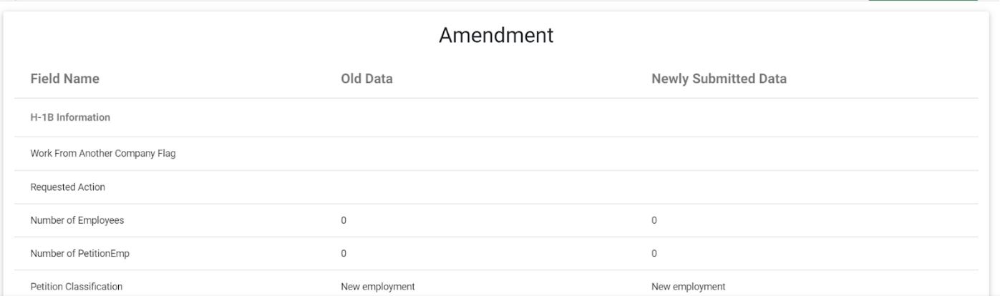 Amendment
Field Name Old Data Newly Submitted Data
H-1B Information
Work From Another Company Flag
Requested Action
Number of Employees 0 0
Number of PetitionEmp 0 0
Petition Classification New employment New employment